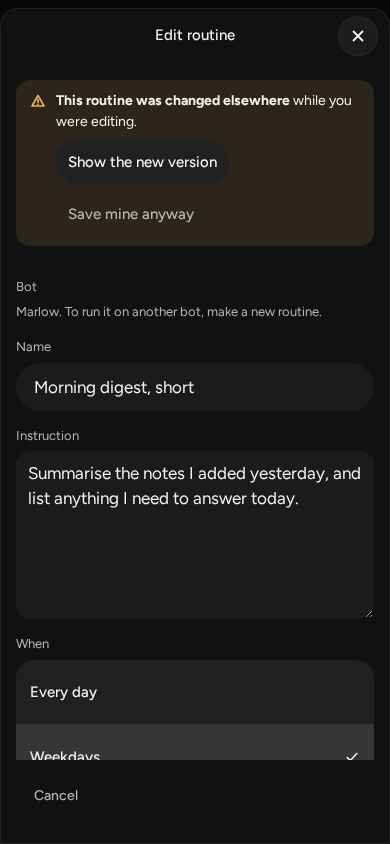 Edit routine
This routine was changed elsewhere while you
were editing.
Show the new version
Save mine anyway
Bot
Marlow. To run it on another bot, make a new routine.
Name
Morning digest, short
Instruction
Summarise the notes I added yesterday, and
list anything I need to answer today.
When
Every day
Weekdays
Cancel